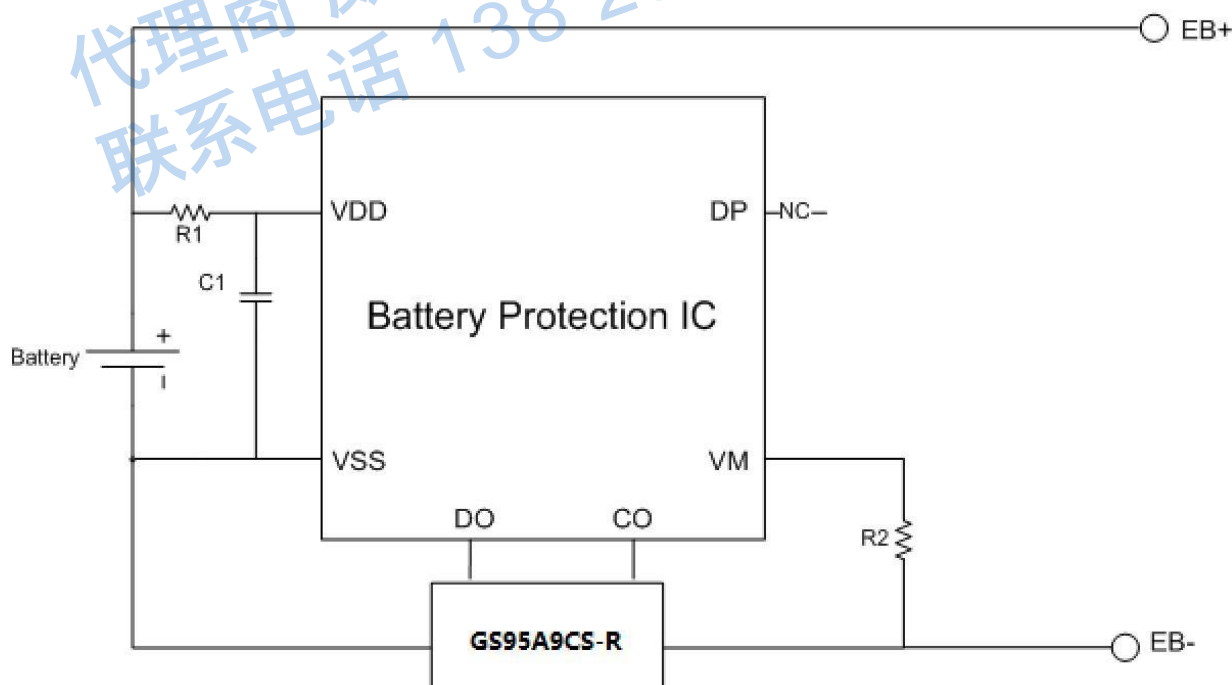 代理商
联系电话 138 2
EB+
VDD
DP
NC
R1
C1
Battery Protection IC
+
Battery
VSS
VM
DO
CO
R2
GS95A9CS-R
EB-